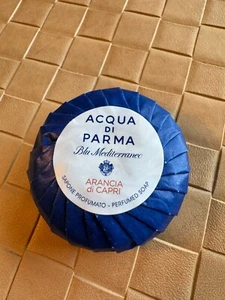 ACQUA
DI
PARMA
Blu Mediterraneo
ARANCIA
di CAPRI
SAPONE PROFUMATO - PERFUMED SOAP